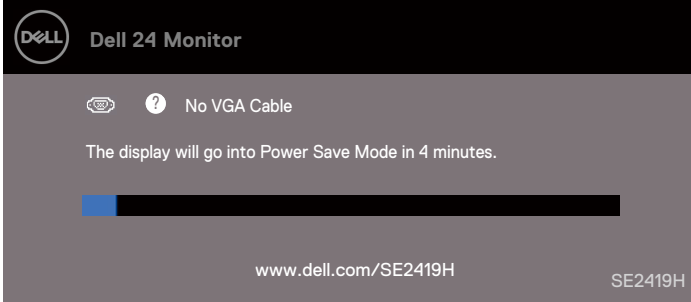 DELL Dell 24 Monitor
? No VGA Cable
The display will go into Power Save Mode in 4 minutes.
www.dell.com/SE2419H
SE2419H